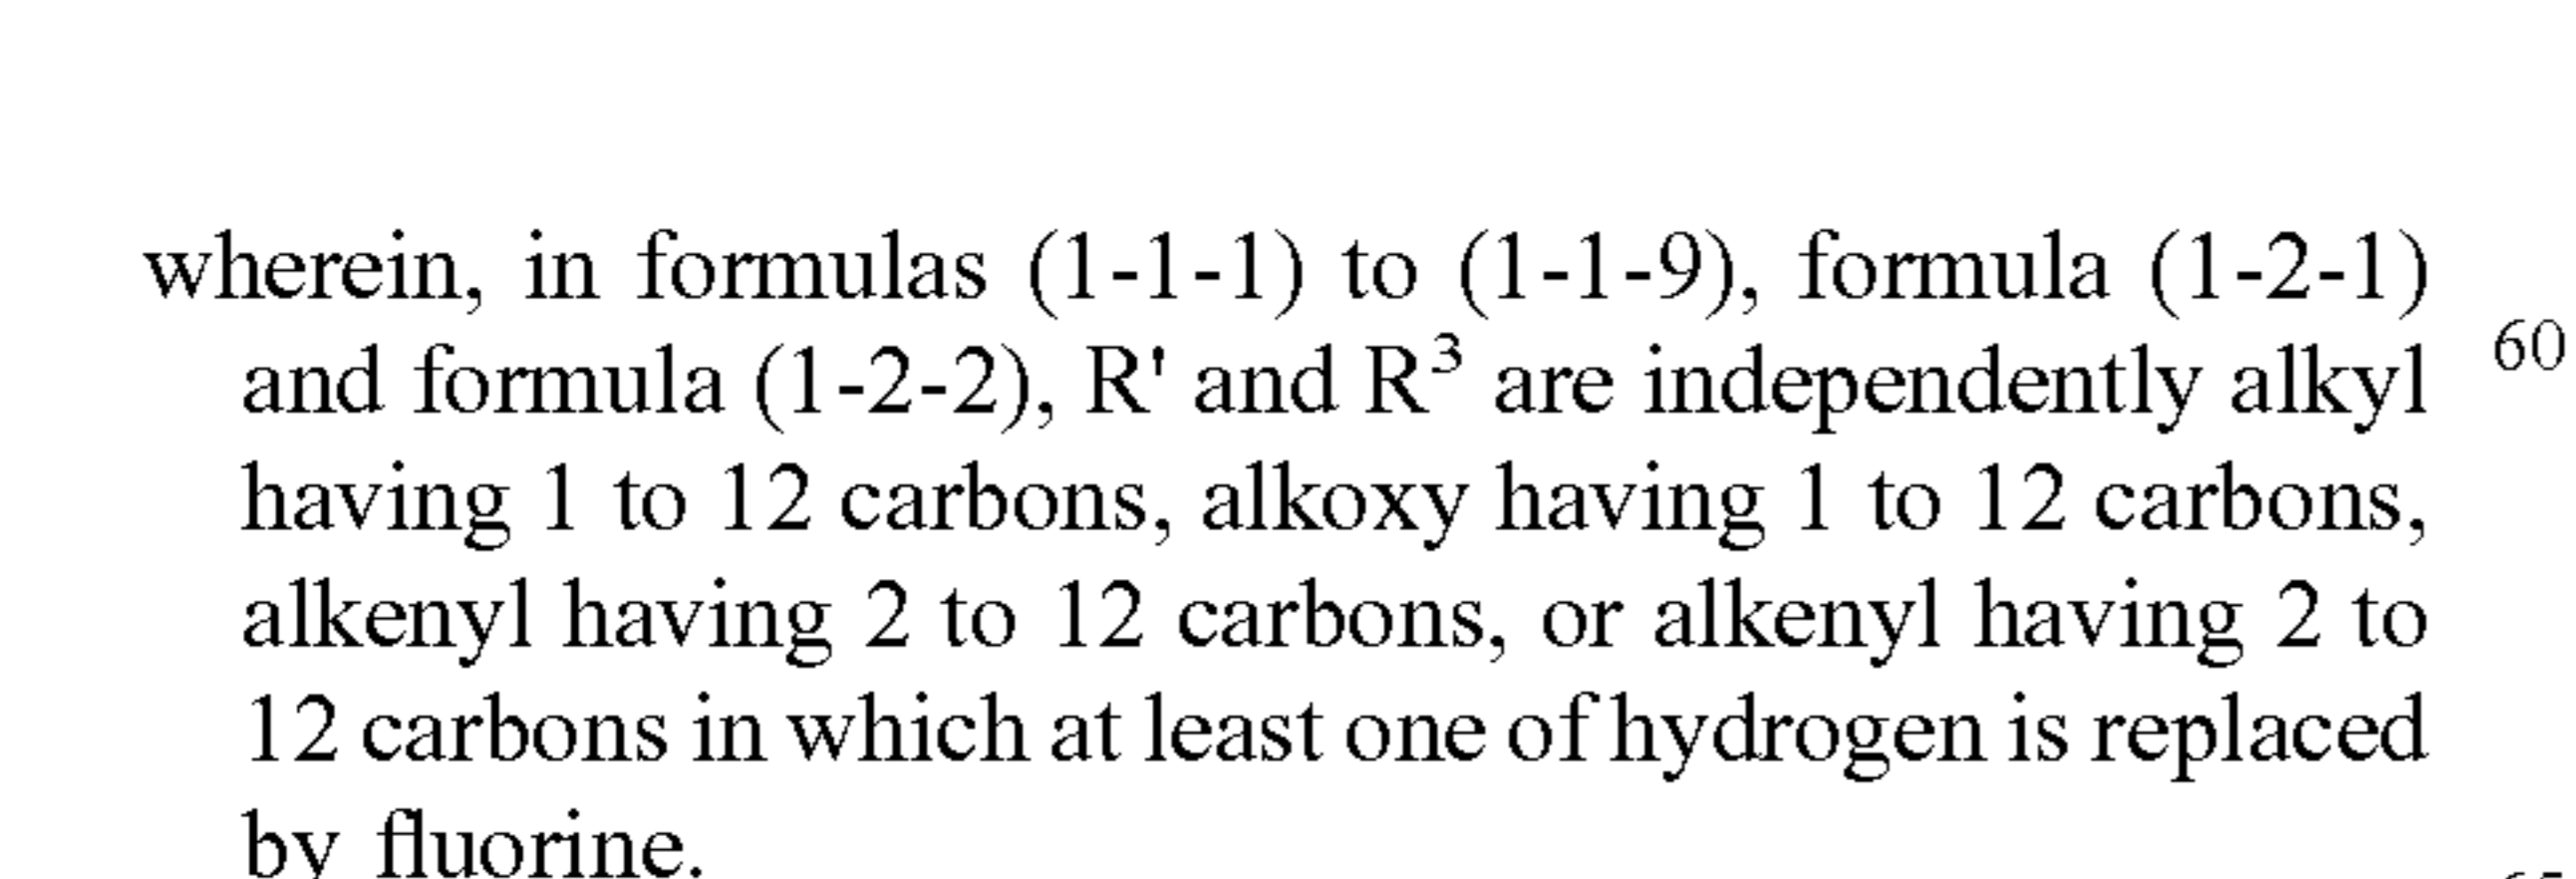 wherein, in formulas (1-1-1) to (1-1-9), formula (1-2-1)
and formula (1-2-2), R' and R³ are independently alkyl
60
having 1 to 12 carbons, alkoxy having 1 to 12 carbons,
alkenyl having 2 to 12 carbons, or alkenyl having 2 to
12 carbons in which at least one of hydrogen is replaced
by fluorine.